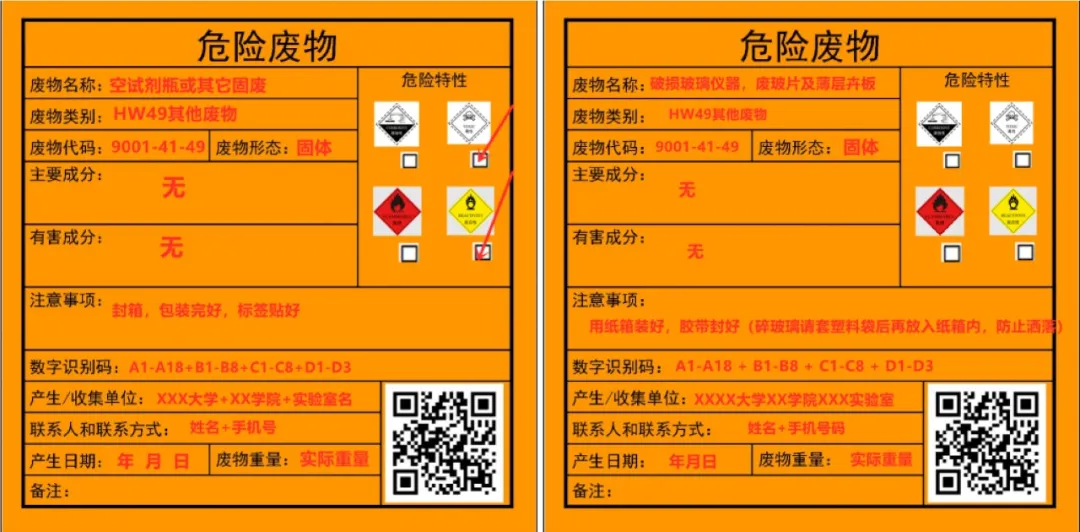 危险废物
废物名称：空试剂瓶或其它固废
危险特性
废物类别：HW49其他废物
废物代码：9001-41-49
废物形态：固体
主要成分：
无
有害成分：
无
注意事项：封箱，包装完好，标签贴好
数字识别码：A1-A18+B1-B8+C1-C8+D1-D3
产生/收集单位：XXX大学+XX学院+实验室名
联系人和联系方式：姓名+手机号
产生日期：年 月 日
废物重量：实际重量
备注：
危险废物
废物名称：破损玻璃仪器，废玻片及薄层卉板
危险特性
废物类别：HW49其他废物
废物代码：9001-41-49
废物形态：固体
主要成分：
无
有害成分：
无
注意事项：
用纸箱装好，胶带封好（碎玻璃请套塑料袋后再放入纸箱内，防止洒落）
数字识别码：A1-A18 + B1-B8 + C1-C8 + D1-D3
产生/收集单位：XXXX大学XX学院XXX实验室
联系人和联系方式：姓名+手机号码
产生日期：年月日
废物重量：实际重量
备注：